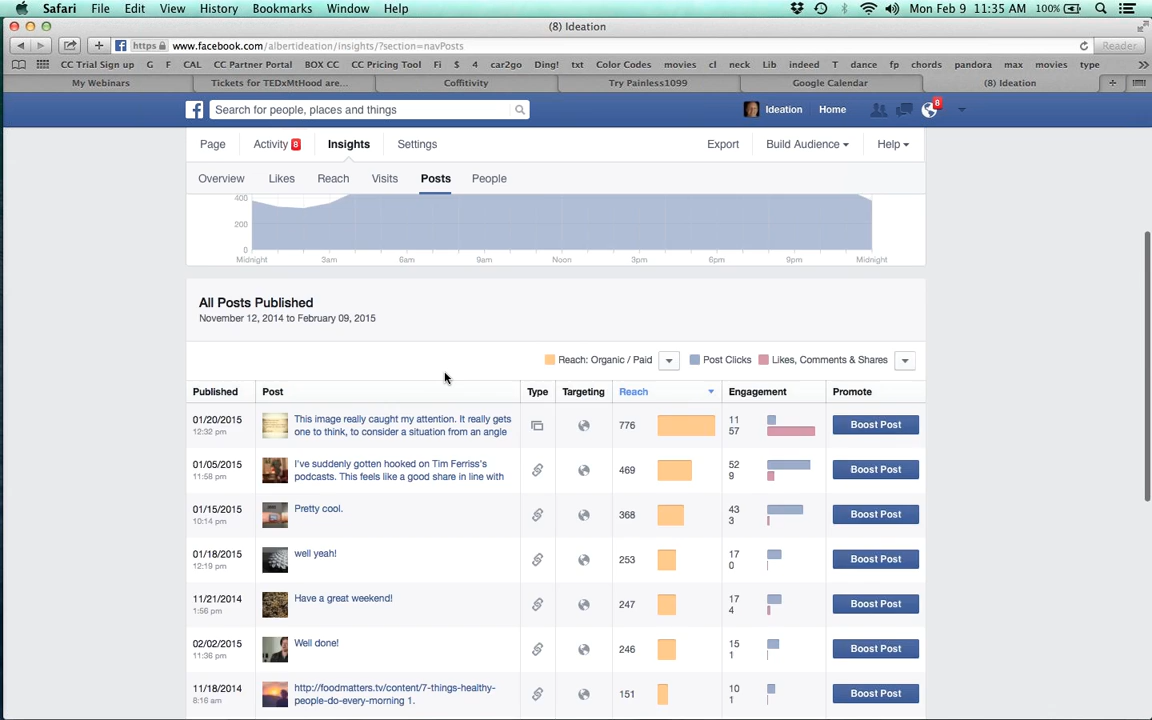 Safari File Edit View History Bookmarks Window Help Mon Feb 9 11:35 AM 100%
(8) Ideation
https www.facebook.com/albertideation/insights/?section=navPosts Reader
CC Trial Sign up G F CAL CC Partner Portal BOX CC CC Pricing Tool Fi $ 4 car2go Ding! txt Color Codes movies cl neck Lib indeed T dance fp chords pandora max movies type
My Webinars Tickets for TEDxMtHood are... Coffitivity Try Painless1099 Google Calendar (8) Ideation
Search for people, places and things Ideation Home 6
Page Activity 8 Insights Settings Export Build Audience Help
Overview Likes Reach Visits Posts People
400
200
0
Midnight 3am 6am 9am Noon 3pm 6pm 9pm Midnight
All Posts Published
November 12, 2014 to February 09, 2015
Reach: Organic / Paid Post Clicks Likes, Comments & Shares
Published Post Type Targeting Reach Engagement Promote
01/20/2015 This image really caught my attention. It really gets 776 11 Boost Post
12:32 pm one to think, to consider a situation from an angle 57
01/05/2015 I've suddenly gotten hooked on Tim Ferriss's 469 52 Boost Post
11:58 pm podcasts. This feels like a good share in line with 9
01/15/2015 Pretty cool. 368 43 Boost Post
10:14 pm 3
01/18/2015 well yeah! 253 17 Boost Post
12:19 pm 0
11/21/2014 Have a great weekend! 247 17 Boost Post
1:56 pm 4
02/02/2015 Well done! 246 15 Boost Post
11:36 pm 1
11/18/2014 http://foodmatters.tv/content/7-things-healthy- 151 10 Boost Post
8:16 am people-do-every-morning 1. 1